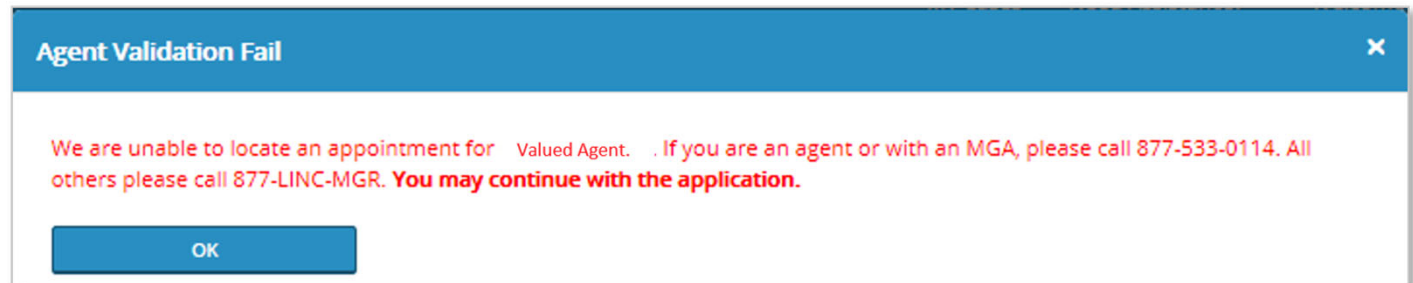 Agent Validation Fail ×
We are unable to locate an appointment for Valued Agent. . If you are an agent or with an MGA, please call 877-533-0114. All
others please call 877-LINC-MGR. You may continue with the application.
OK